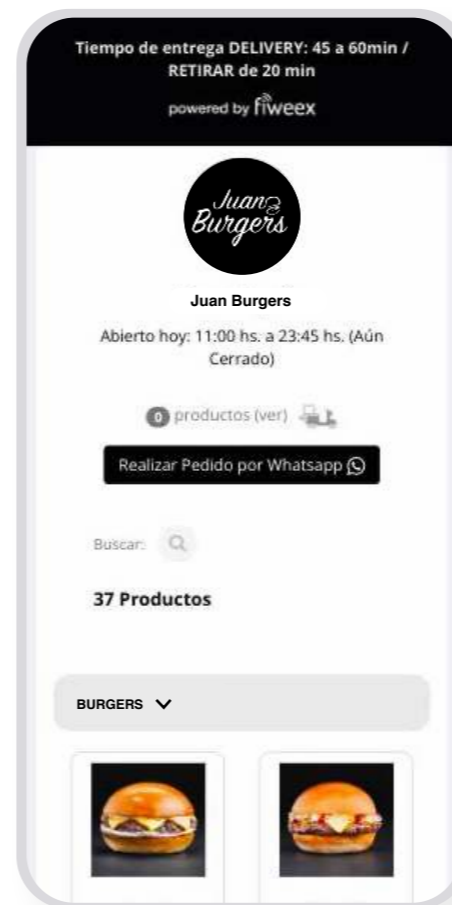 Tiempo de entrega DELIVERY: 45 a 60min /
RETIRAR de 20 min
powered by fiweex
Juan
Burgers
Juan Burgers
Abierto hoy: 11:00 hs. a 23:45 hs. (Aún
Cerrado)
0 productos (ver)
Realizar Pedido por Whatsapp
Buscar:
37 Productos
BURGERS